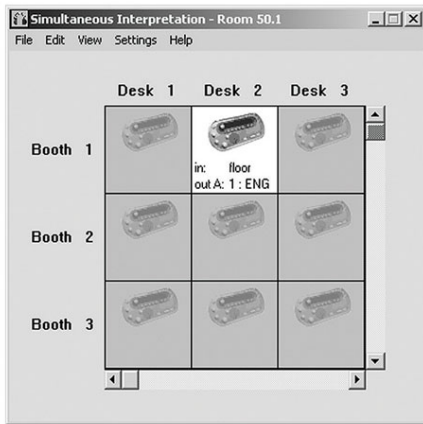 Simultaneous Interpretation - Room 50.1
File Edit View Settings Help
Desk 1 Desk 2 Desk 3
Booth 1
in: floor
out A: 1 : ENG
Booth 2
Booth 3